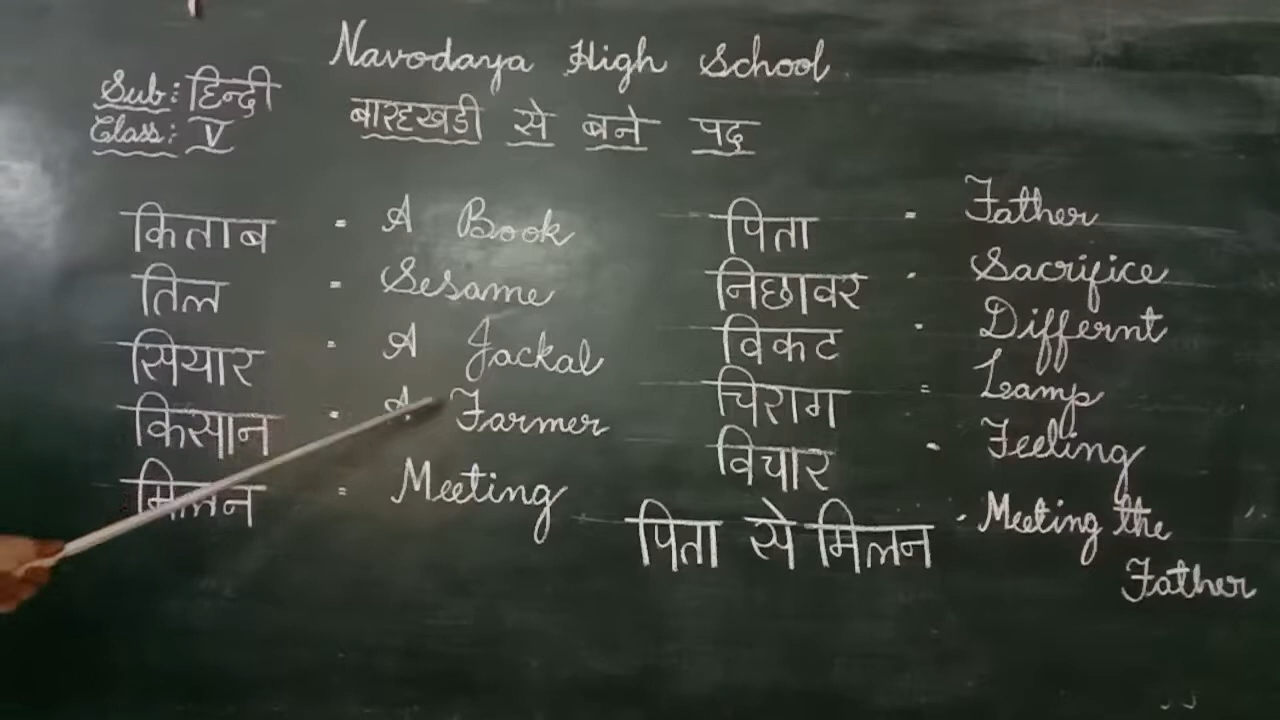 Navodaya High School
Sub: हिन्दी
Class: V
बारहखडी से बने पद
किताब = A Book
तिल = Sesame
सियार = A Jackal
किसान = A Farmer
मिलन = Meeting
पिता = Father
निछावर - Sacrifice
विकट - Differnt
चिराग = Lamp
विचार - Feeling
पिता से मिलन - Meeting the
Father